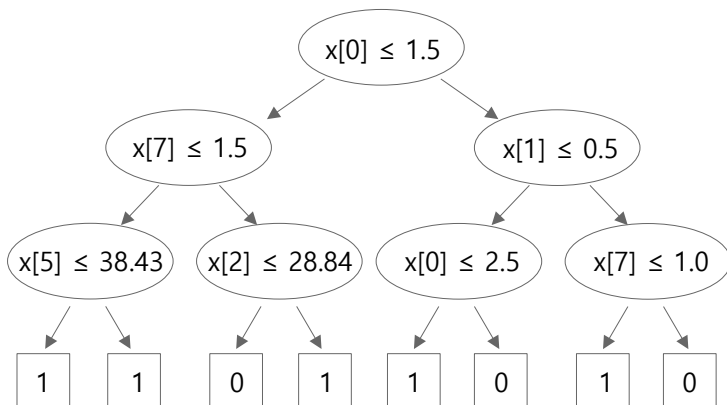 x[0] ≤ 1.5
x[7] ≤ 1.5
x[1] ≤ 0.5
x[5] ≤ 38.43
x[2] ≤ 28.84
x[0] ≤ 2.5
x[7] ≤ 1.0
1
1
0
1
1
0
1
0